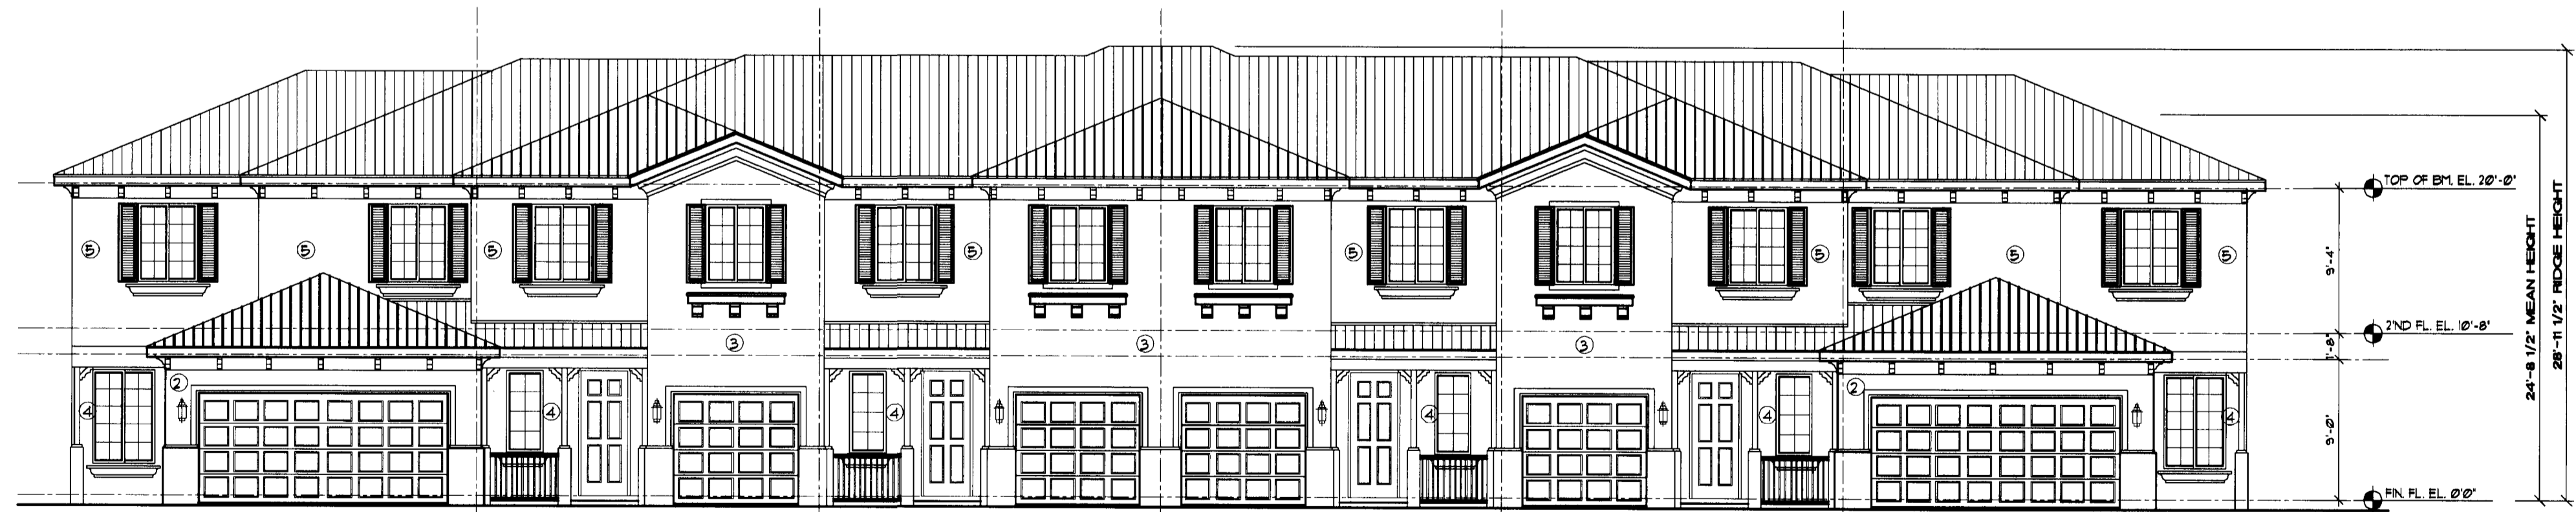 TOP OF BM. EL. 20'-0"
24'-8 1/2" MEAN HEIGHT
28'-11 1/2" RIDGE HEIGHT
5 5 5 5 5 5 5 5
9'-4"
2'ND FL. EL. 10'-8"
3 3 3
1'-8"
2 2
4 4 4 4 4 4
9'-0"
FIN. FL. EL. 0'0"